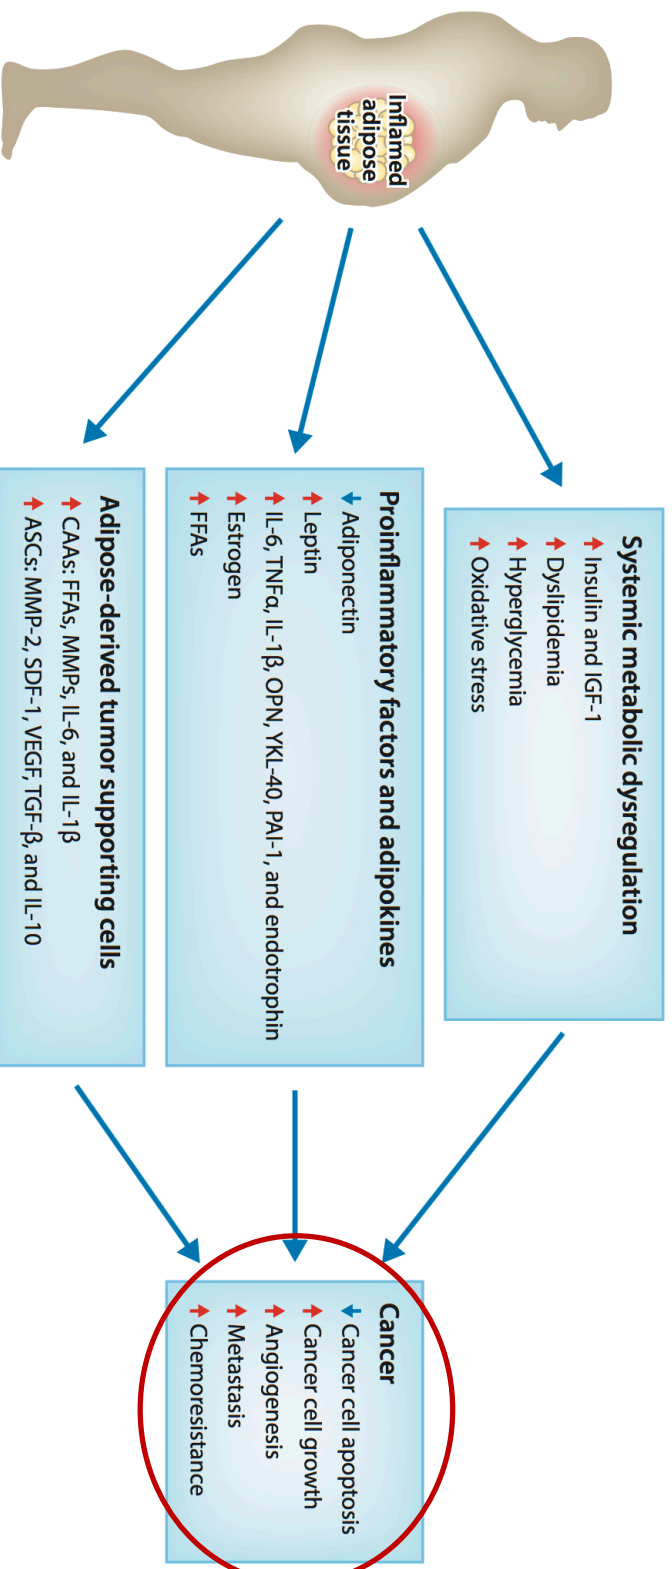 Inflamed
adipose
tissue
Systemic metabolic dysregulation
Insulin and IGF-1
Dyslipidemia
Hyperglycemia
Oxidative stress
Proinflammatory factors and adipokines
Adiponectin
Leptin
IL-6, TNFα, IL-1β, OPN, YKL-40, PAI-1, and endotrophin
Estrogen
FFAs
Adipose-derived tumor supporting cells
CAAs: FFAs, MMPs, IL-6, and IL-1β
ASCs: MMP-2, SDF-1, VEGF, TGF-β, and IL-10
Cancer
Cancer cell apoptosis
Cancer cell growth
Angiogenesis
Metastasis
Chemoresistance